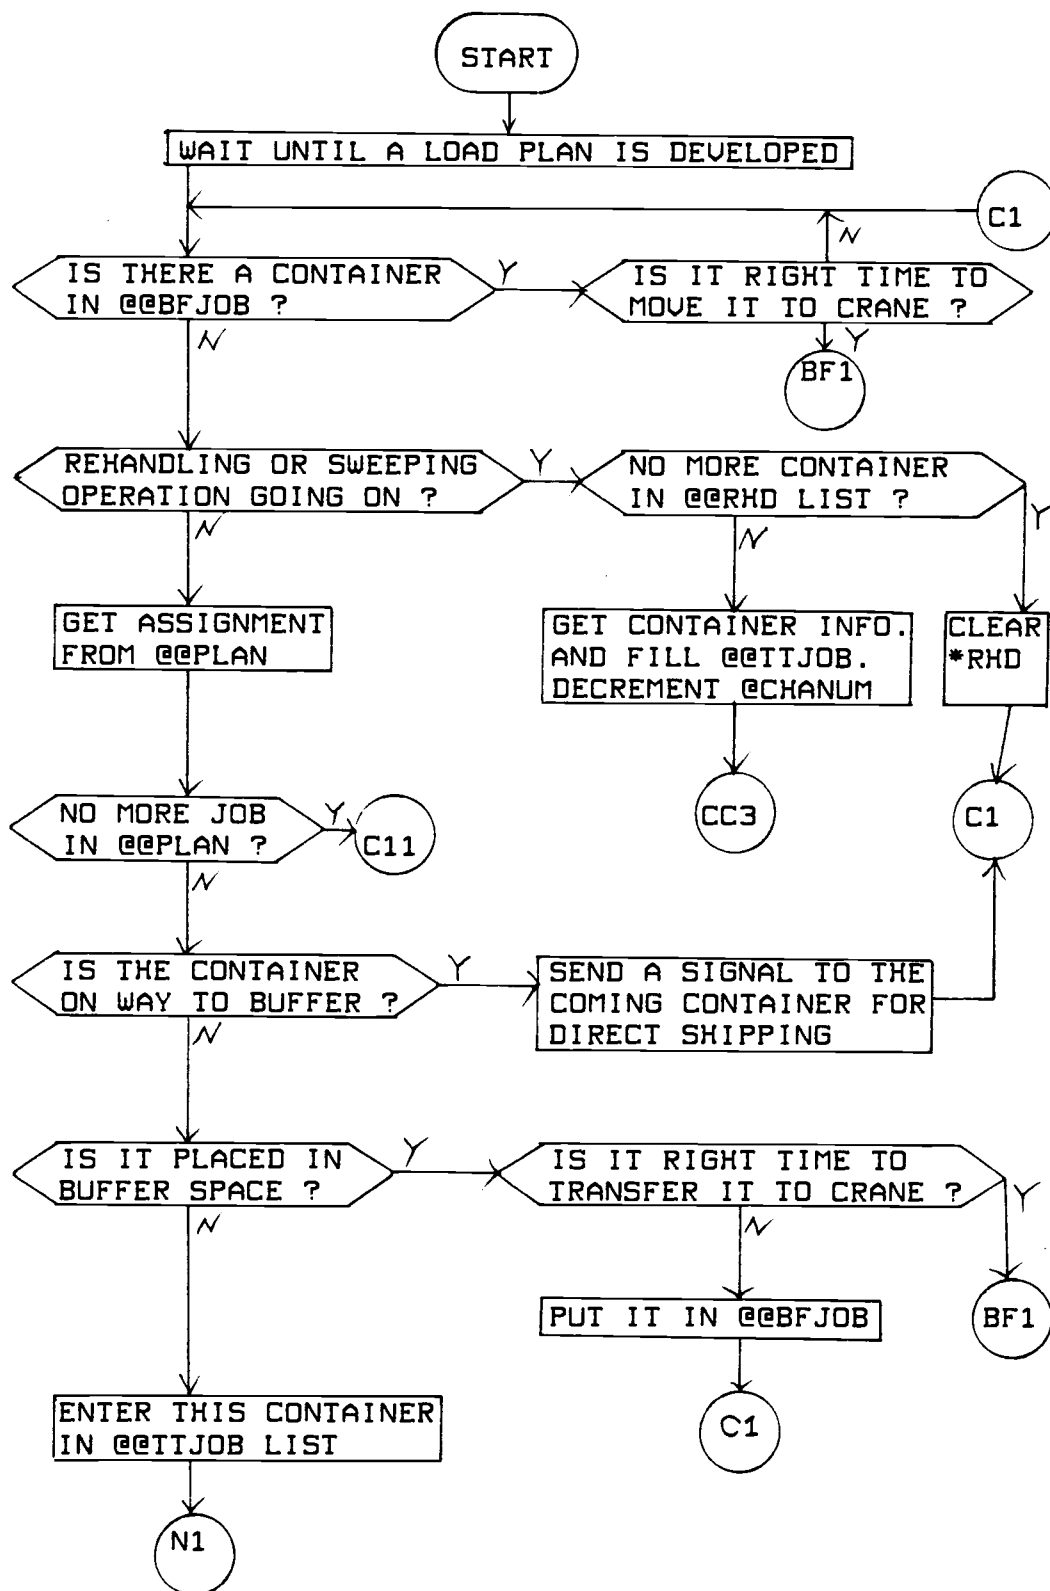 START
WAIT UNTIL A LOAD PLAN IS DEVELOPED
C1
N
IS THERE A CONTAINER
IN @@BFJOB ?
Y
IS IT RIGHT TIME TO
MOVE IT TO CRANE ?
N
Y
BF1
REHANDLING OR SWEEPING
OPERATION GOING ON ?
Y
NO MORE CONTAINER
IN @@RHD LIST ?
Y
N
N
GET ASSIGNMENT
FROM @@PLAN
GET CONTAINER INFO.
AND FILL @@TTJOB.
DECREMENT @CHANUM
CLEAR
*RHD
NO MORE JOB
IN @@PLAN ?
Y
C11
CC3
C1
N
IS THE CONTAINER
ON WAY TO BUFFER ?
Y
SEND A SIGNAL TO THE
COMING CONTAINER FOR
DIRECT SHIPPING
N
IS IT PLACED IN
BUFFER SPACE ?
Y
IS IT RIGHT TIME TO
TRANSFER IT TO CRANE ?
Y
N
N
PUT IT IN @@BFJOB
BF1
ENTER THIS CONTAINER
IN @@TTJOB LIST
C1
N1